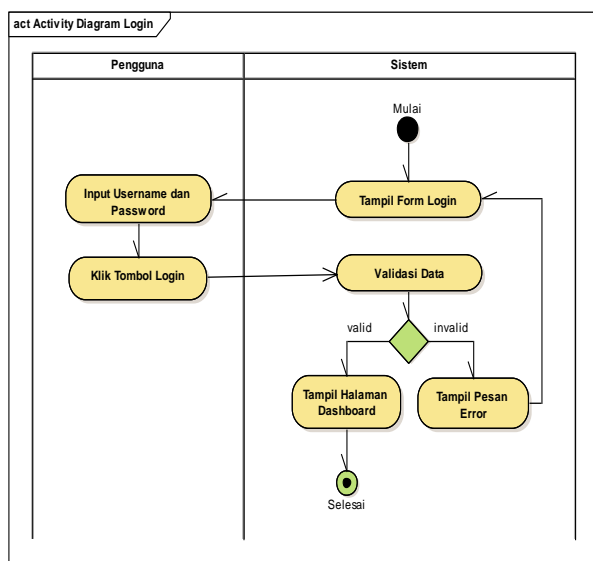 act Activity Diagram Login
Pengguna
Sistem
Mulai
Input Username dan
Password
Tampil Form Login
Klik Tombol Login
Validasi Data
valid
invalid
Tampil Halaman
Dashboard
Tampil Pesan
Error
Selesai